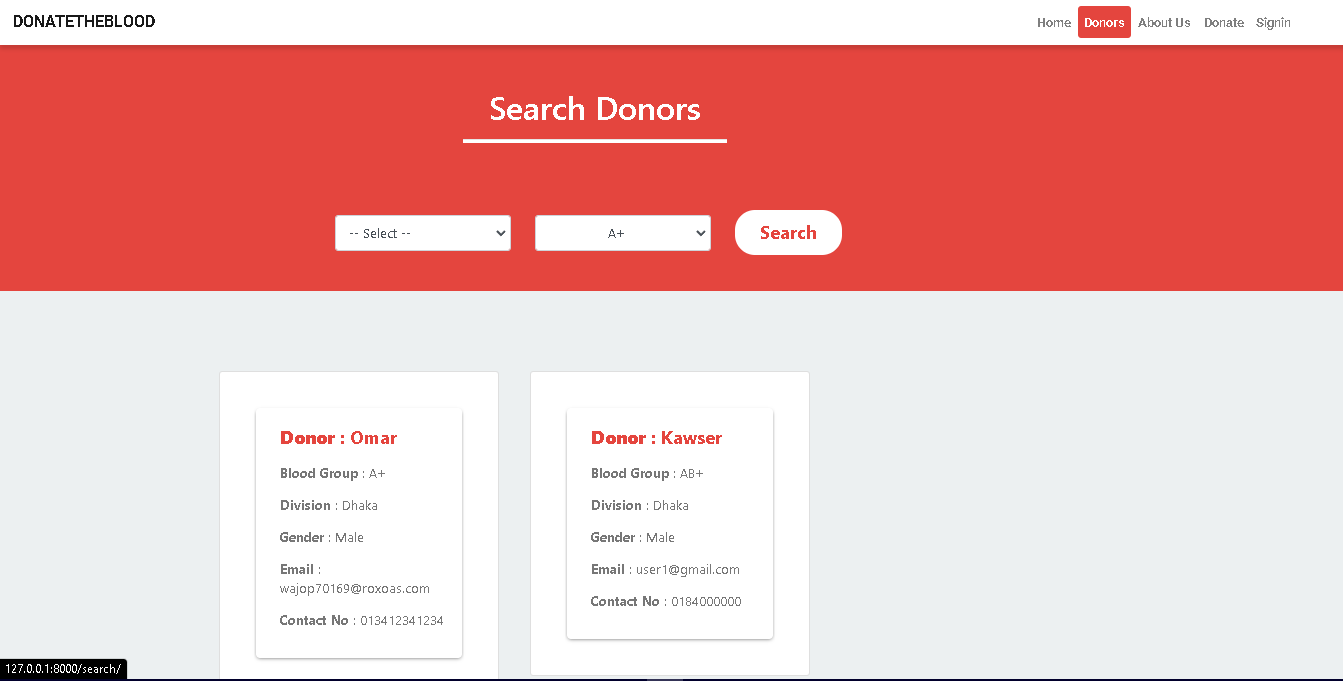 DONATETHEBLOOD
Home Donors About Us Donate Signin
Search Donors
-- Select -- A+ Search
Donor : Omar
Blood Group : A+
Division : Dhaka
Gender : Male
Email :
wajop70169@roxoas.com
Contact No : 013412341234
Donor : Kawser
Blood Group : AB+
Division : Dhaka
Gender : Male
Email : user1@gmail.com
Contact No : 0184000000
127.0.0.1:8000/search/